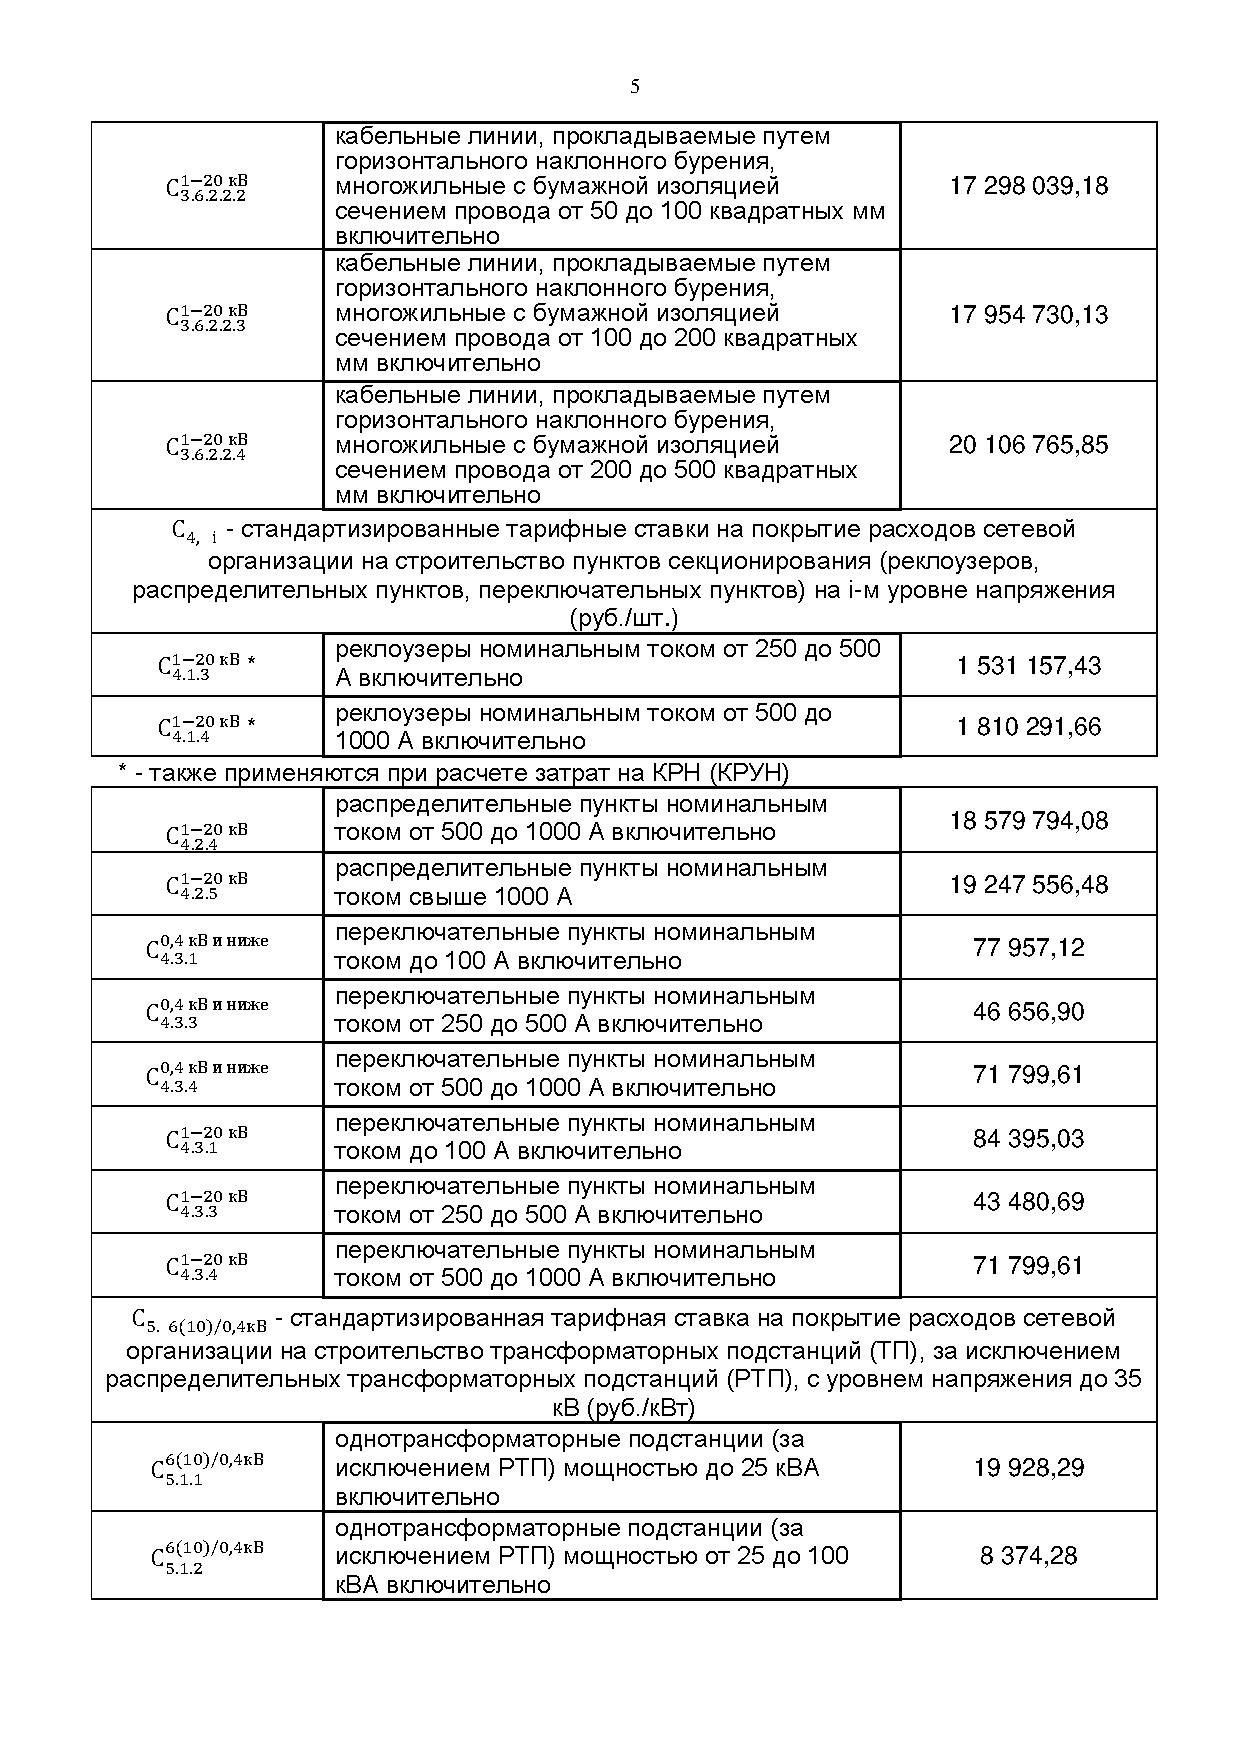 5
кабельные линии, прокладываемые путем
горизонтального наклонного бурения,
С 1−20 кВ 3.6.2.2.2 многожильные с бумажной изоляцией 17 298 039,18
сечением провода от 50 до 100 квадратных мм
включительно
кабельные линии, прокладываемые путем
горизонтального наклонного бурения,
С 1−20 кВ 3.6.2.2.3 многожильные с бумажной изоляцией 17 954 730,13
сечением провода от 100 до 200 квадратных
мм включительно
кабельные линии, прокладываемые путем
горизонтального наклонного бурения,
С 1−20 кВ 3.6.2.2.4 многожильные с бумажной изоляцией 20 106 765,85
сечением провода от 200 до 500 квадратных
мм включительно
С 4, i - стандартизированные тарифные ставки на покрытие расходов сетевой
организации на строительство пунктов секционирования (реклоузеров,
распределительных пунктов, переключательных пунктов) на i-м уровне напряжения
(руб./шт.)
С 1−20 кВ * 4.1.3 реклоузеры номинальным током от 250 до 500 1 531 157,43
А включительно
С 1−20 кВ * 4.1.4 реклоузеры номинальным током от 500 до 1 810 291,66
1000 А включительно
* - также применяются при расчете затрат на КРН (КРУН)
распределительные пункты номинальным 18 579 794,08
С 1−20 кВ 4.2.4 током от 500 до 1000 А включительно
С 1−20 кВ 4.2.5 распределительные пункты номинальным 19 247 556,48
током свыше 1000 А
С 0,4 кВ и ниже 4.3.1 переключательные пункты номинальным 77 957,12
током до 100 А включительно
С 0,4 кВ и ниже 4.3.3 переключательные пункты номинальным 46 656,90
током от 250 до 500 А включительно
С 0,4 кВ и ниже 4.3.4 переключательные пункты номинальным 71 799,61
током от 500 до 1000 А включительно
С 1−20 кВ 4.3.1 переключательные пункты номинальным 84 395,03
током до 100 А включительно
С 1−20 кВ 4.3.3 переключательные пункты номинальным 43 480,69
током от 250 до 500 А включительно
С 1−20 кВ 4.3.4 переключательные пункты номинальным 71 799,61
током от 500 до 1000 А включительно
С 5. 6(10)/0,4кВ - стандартизированная тарифная ставка на покрытие расходов сетевой
организации на строительство трансформаторных подстанций (ТП), за исключением
распределительных трансформаторных подстанций (РТП), с уровнем напряжения до 35
кВ (руб./кВт)
однотрансформаторные подстанции (за
С 6(10)/0,4кВ 5.1.1 исключением РТП) мощностью до 25 кВА 19 928,29
включительно
однотрансформаторные подстанции (за
С 6(10)/0,4кВ 5.1.2 исключением РТП) мощностью от 25 до 100 8 374,28
кВА включительно